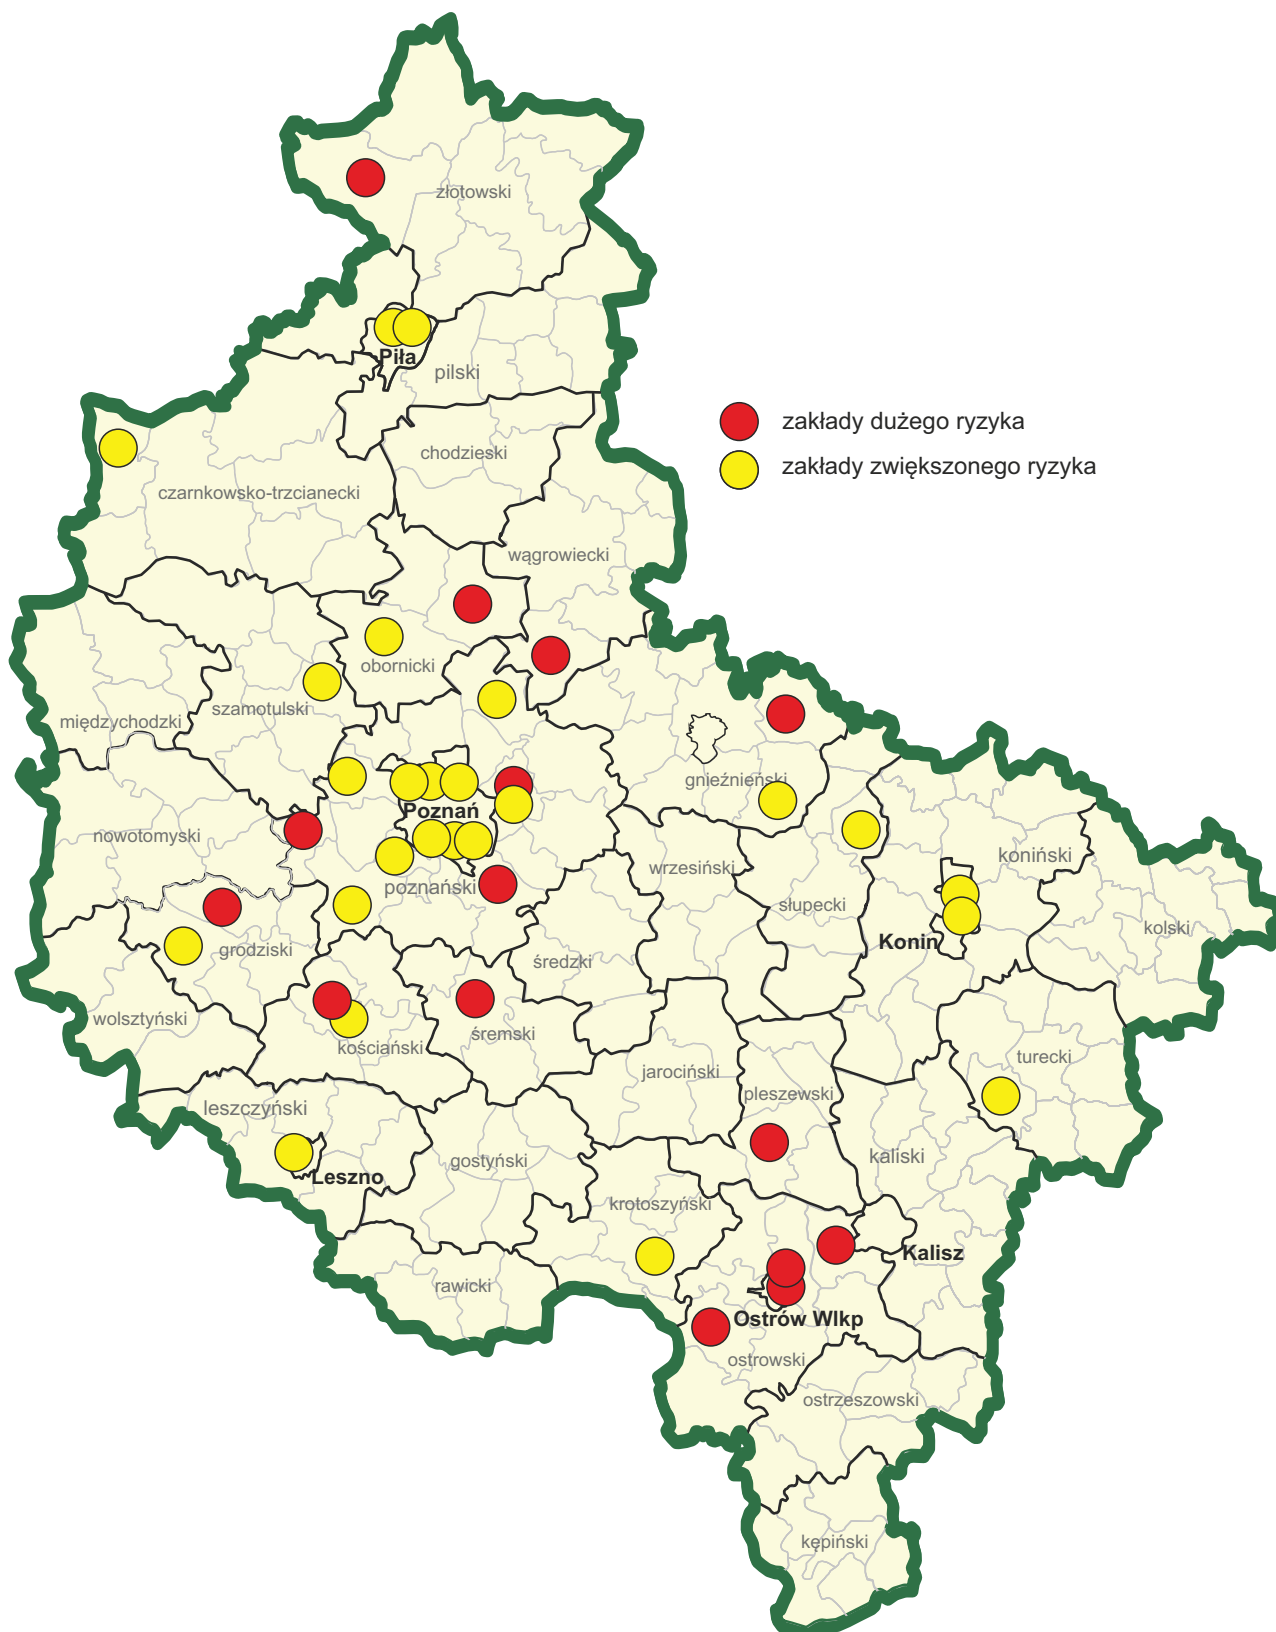 złotowski
Piła
pilski
zakłady dużego ryzyka
chodzieski
zakłady zwiększonego ryzyka
czarnkowsko-trzcianecki
wągrowiecki
obornicki
szamotulski
międzychodzki
gnieźnieński
Poznań
nowotomyski
wrzesiński
koniński
poznański
słupecki
kolski
Konin
grodziski
średzki
wolsztyński
śremski
kościański
turecki
jarociński
pleszewski
leszczyński
kaliski
gostyński
Leszno
krotoszyński
Kalisz
rawicki
Ostrów Wlkp
ostrowski
ostrzeszowski
kępiński